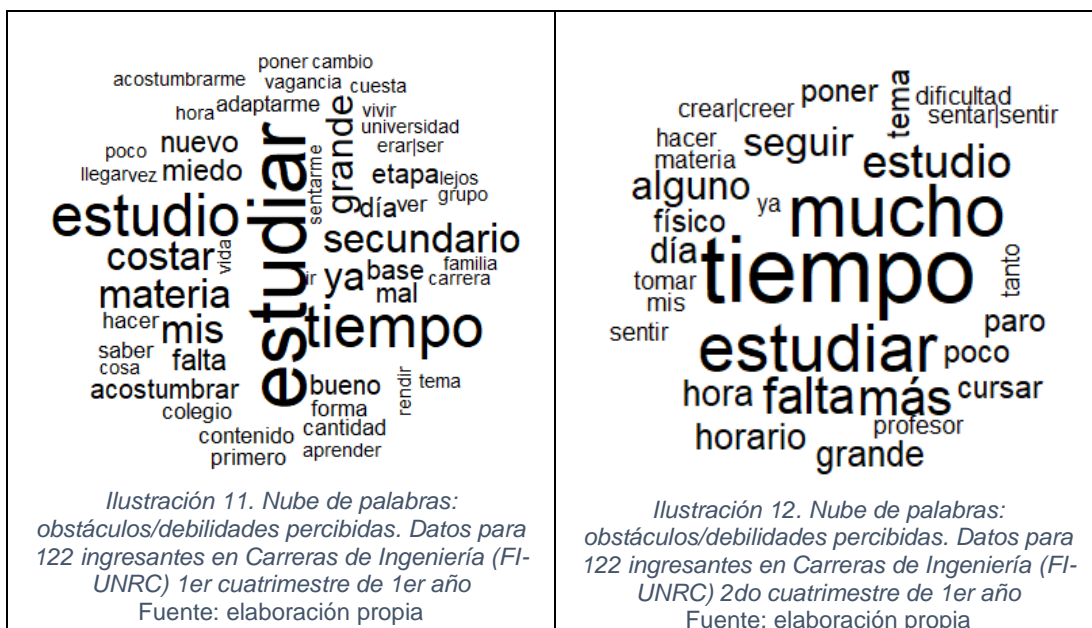 poner cambio
acostumbrarme vagancia cuesta
hora adaptarme grande vivir
nuevo universidad
poco miedo erar|ser
llegar vez sentarme etapa lejos
estudiar grupo
estudio día ver
costar vida secundario
ir ya base familia
materia mal carrera
hacer mis tiempo
saber falta
cosa
acostumbrar bueno rendir tema
colegio forma
contenido cantidad
primero aprender
Ilustración 11. Nube de palabras:
obstáculos/debilidades percibidas. Datos para
122 ingresantes en Carreras de Ingeniería (FI-
UNRC) 1er cuatrimestre de 1er año
Fuente: elaboración propia
poner tema dificultad
crear|creer sentar|sentir
hacer seguir
materia estudio
alguno ya mucho
físico
día tiempo tanto
tomar
mis
sentir paro
estudiar poco
hora falta más cursar
profesor
horario grande
Ilustración 12. Nube de palabras:
obstáculos/debilidades percibidas. Datos para
122 ingresantes en Carreras de Ingeniería (FI-
UNRC) 2do cuatrimestre de 1er año
Fuente: elaboración propia